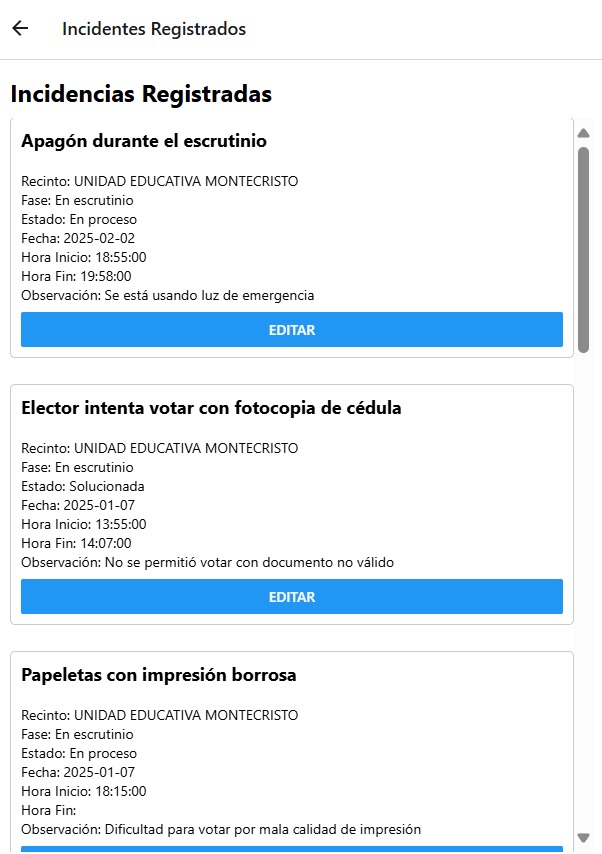 Incidentes Registrados
Incidencias Registradas
Apagón durante el escrutinio
Recinto: UNIDAD EDUCATIVA MONTECRISTO
Fase: En escrutinio
Estado: En proceso
Fecha: 2025-02-02
Hora Inicio: 18:55:00
Hora Fin: 19:58:00
Observación: Se está usando luz de emergencia
EDITAR
Elector intenta votar con fotocopia de cédula
Recinto: UNIDAD EDUCATIVA MONTECRISTO
Fase: En escrutinio
Estado: Solucionada
Fecha: 2025-01-07
Hora Inicio: 13:55:00
Hora Fin: 14:07:00
Observación: No se permitió votar con documento no válido
EDITAR
Papeletas con impresión borrosa
Recinto: UNIDAD EDUCATIVA MONTECRISTO
Fase: En escrutinio
Estado: En proceso
Fecha: 2025-01-07
Hora Inicio: 18:15:00
Hora Fin:
Observación: Dificultad para votar por mala calidad de impresión